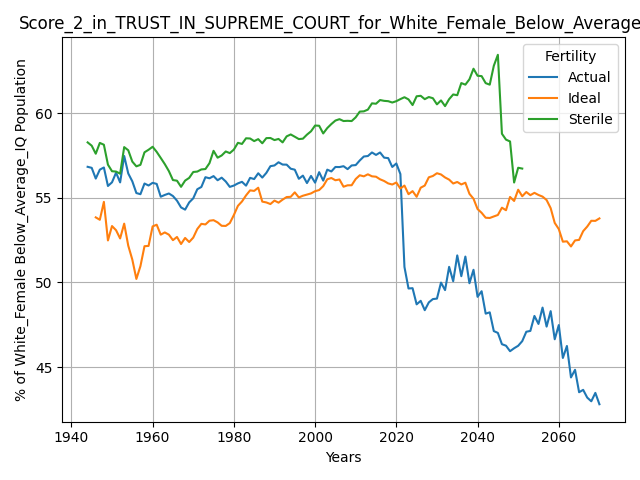 Score_2_in_TRUST_IN_SUPREME_COURT_for_White_Female_Below_Average
Fertility
Actual
Ideal
Sterile
% of White_Female Below_Average_IQ Population
60
55
50
45
1940 1960 1980 2000 2020 2040 2060
Years